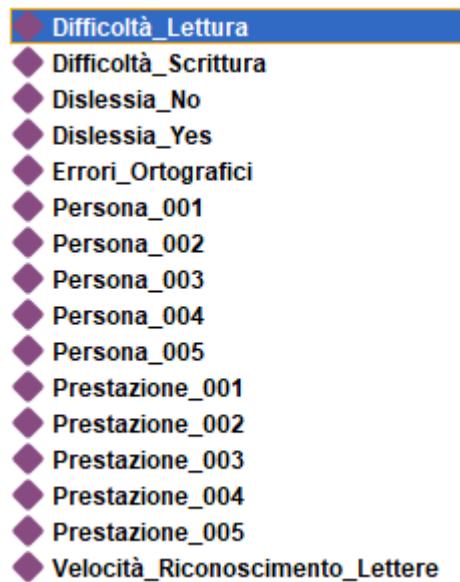 Difficoltà_Lettura
Difficoltà_Scrittura
Dislessia_No
Dislessia_Yes
Errori_Ortografici
Persona_001
Persona_002
Persona_003
Persona_004
Persona_005
Prestazione_001
Prestazione_002
Prestazione_003
Prestazione_004
Prestazione_005
Velocità_Riconoscimento_Lettere